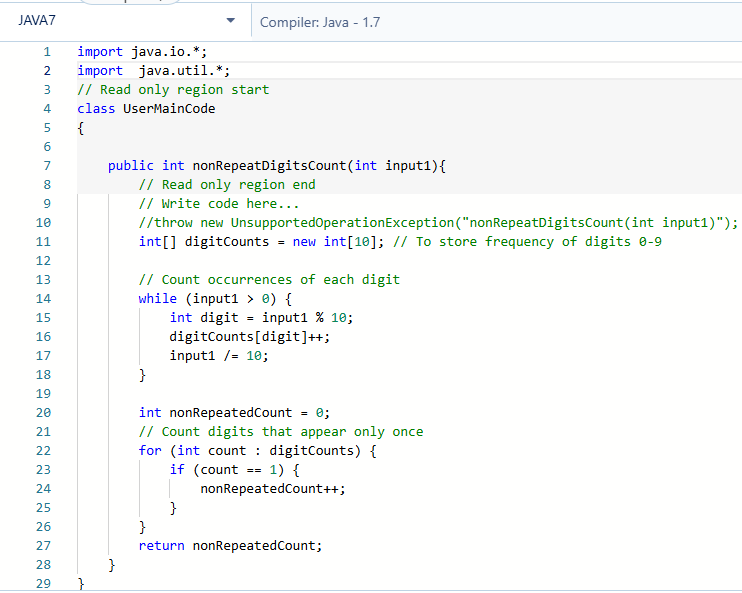 JAVA7
Compiler: Java - 1.7
1 import java.io.*;
2 import  java.util.*;
3 // Read only region start
4 class UserMainCode
5 {
6
7     public int nonRepeatDigitsCount(int input1){
8         // Read only region end
9         // Write code here...
10         //throw new UnsupportedOperationException("nonRepeatDigitsCount(int input1)");
11         int[] digitCounts = new int[10]; // To store frequency of digits 0-9
12
13         // Count occurrences of each digit
14         while (input1 > 0) {
15             int digit = input1 % 10;
16             digitCounts[digit]++;
17             input1 /= 10;
18         }
19
20         int nonRepeatedCount = 0;
21         // Count digits that appear only once
22         for (int count : digitCounts) {
23             if (count == 1) {
24                 nonRepeatedCount++;
25             }
26         }
27         return nonRepeatedCount;
28     }
29 }